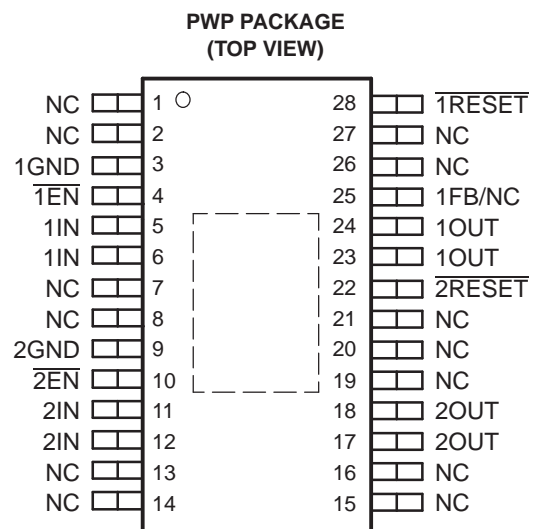 PWP PACKAGE
(TOP VIEW)
NC 1 28 1RESET
NC 2 27 NC
1GND 3 26 NC
1EN 4 25 1FB/NC
1IN 5 24 1OUT
1IN 6 23 1OUT
NC 7 22 2RESET
NC 8 21 NC
2GND 9 20 NC
2EN 10 19 NC
2IN 11 18 2OUT
2IN 12 17 2OUT
NC 13 16 NC
NC 14 15 NC